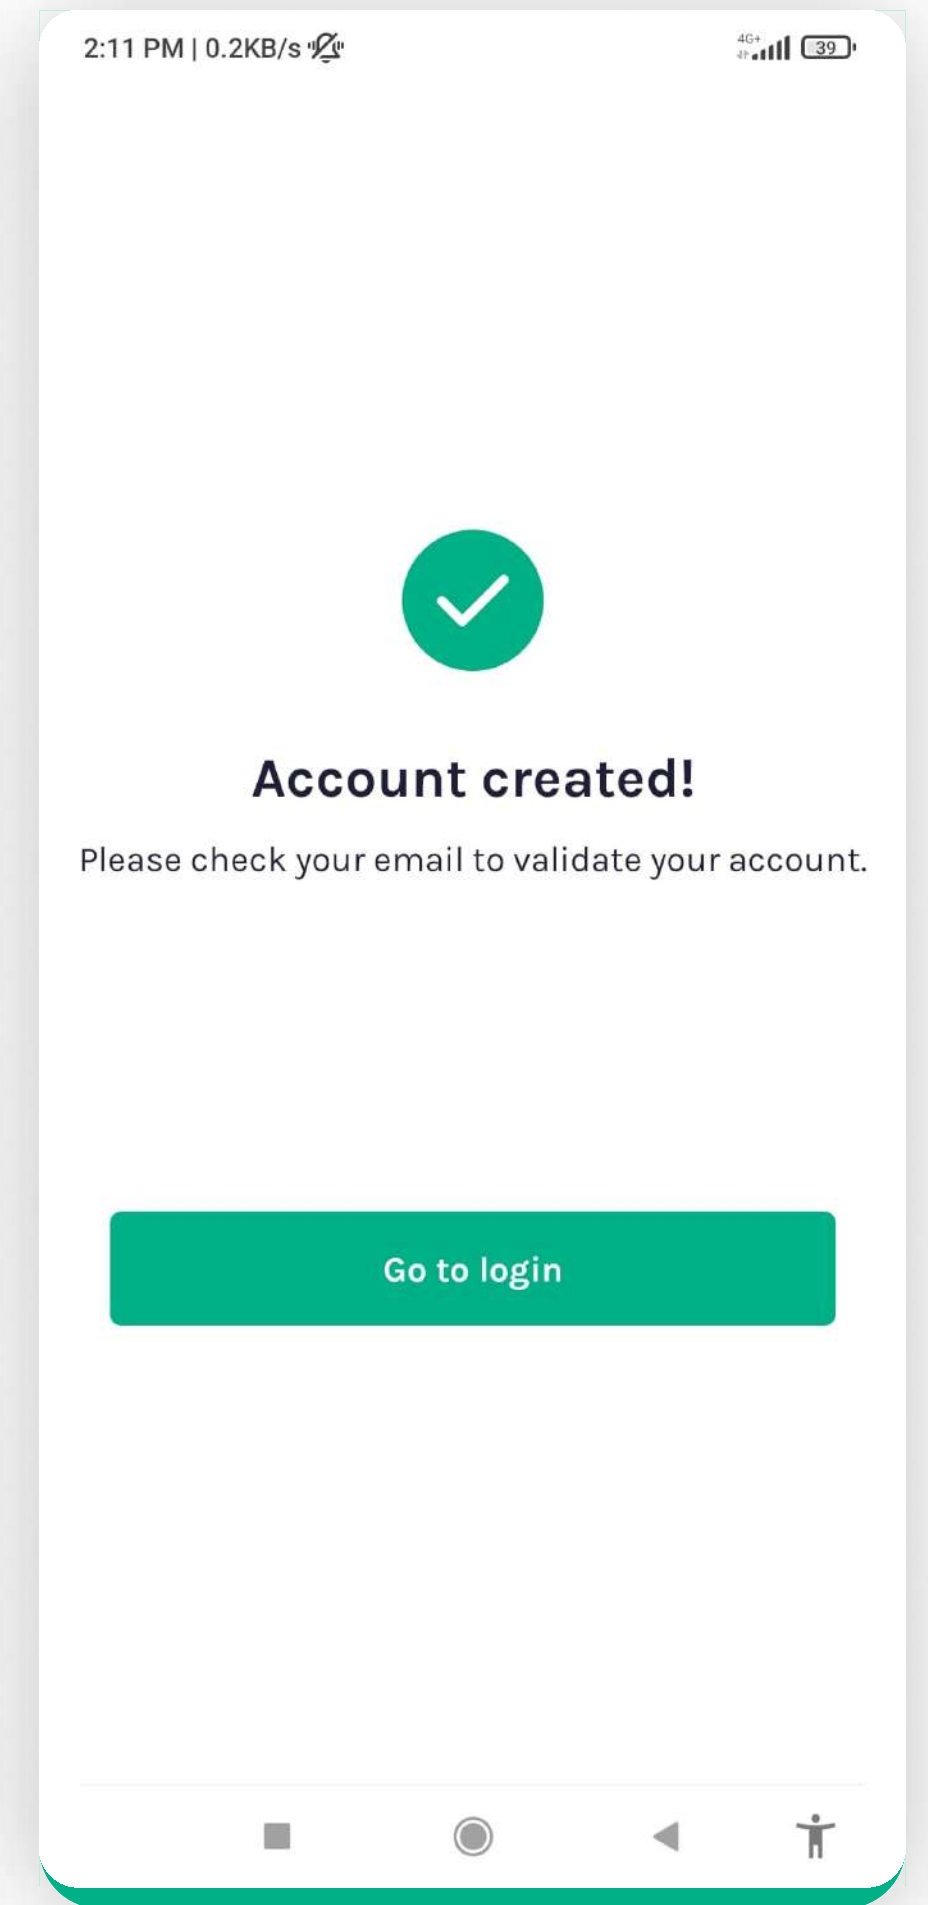 2:11 PM | 0.2KB/s
4G+
39
Account created!
Please check your email to validate your account.
Go to login